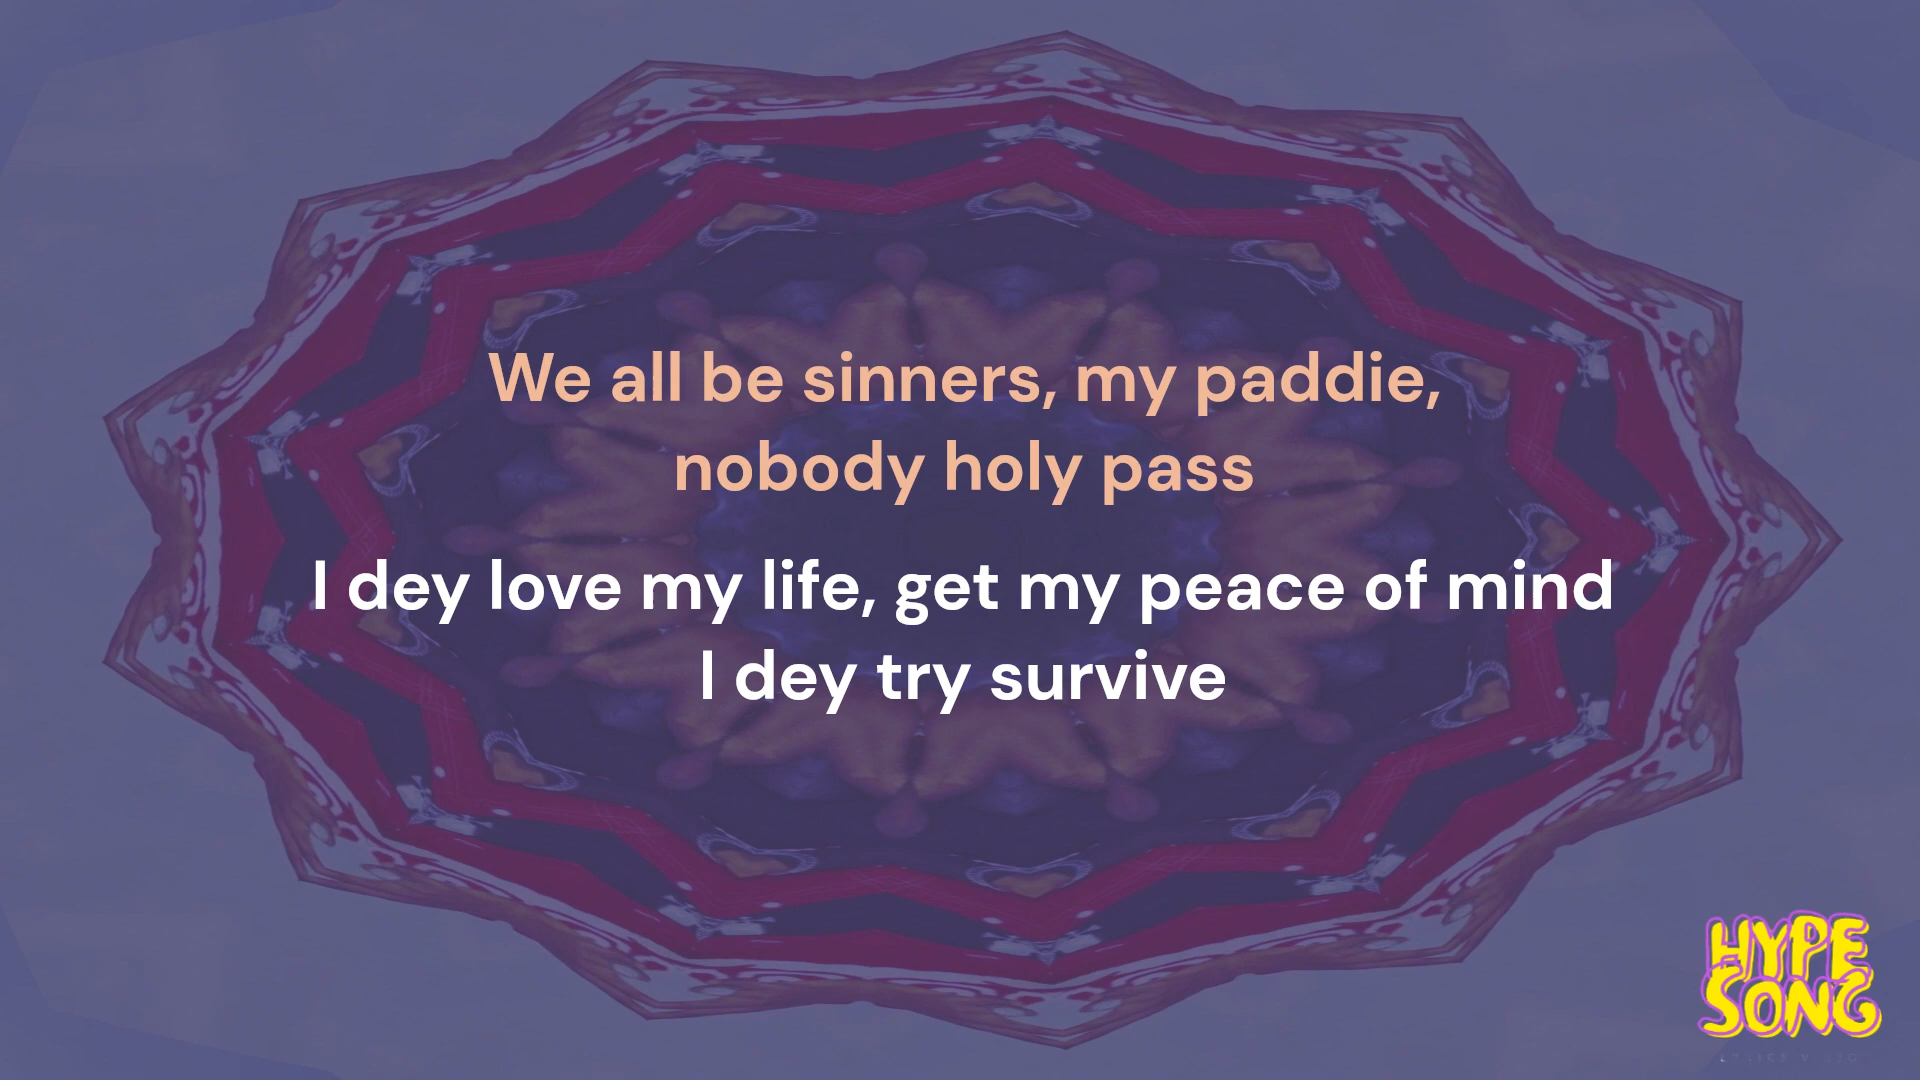 We all be sinners, my paddie,
nobody holy pass
I dey love my life, get my peace of mind
I dey try survive
HYPE
SONG